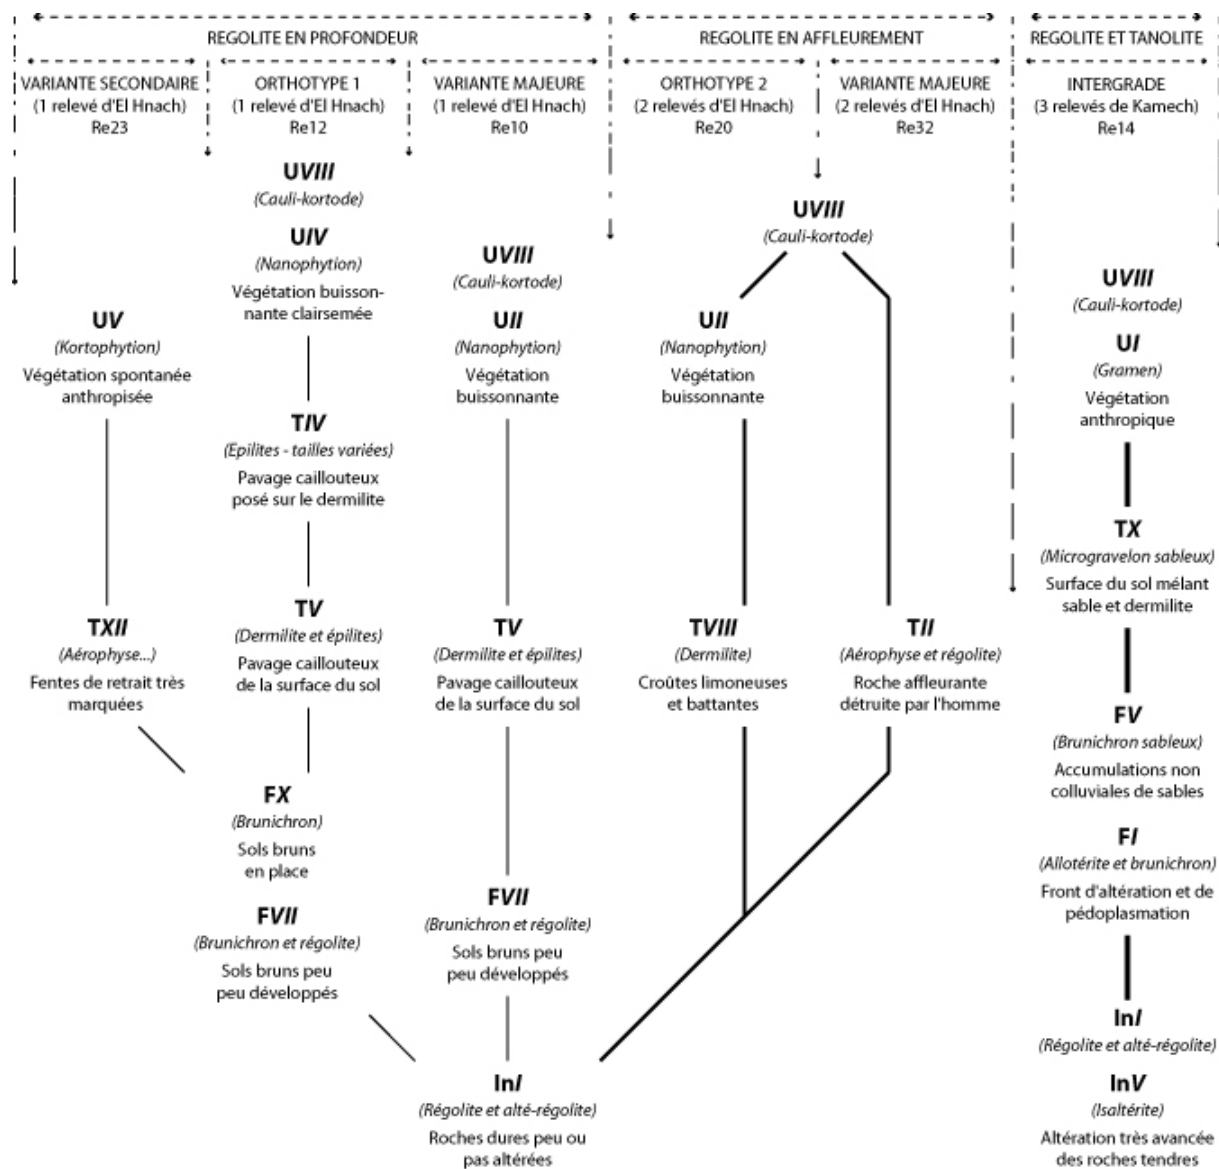 REGOLITE EN PROFONDEUR
REGOLITE EN AFFLEUREMENT
REGOLITE ET TANOLITE
VARIANTE SECONDAIRE
(1 relevé d'El Hnach)
Re23
ORTHOTYPE 1
(1 relevé d'El Hnach)
Re12
VARIANTE MAJEURE
(1 relevé d'El Hnach)
Re10
ORTHOTYPE 2
(2 relevés d'El Hnach)
Re20
VARIANTE MAJEURE
(2 relevés d'El Hnach)
Re32
INTERGRADE
(3 relevés de Kamech)
Re14
UV
(Kortophytion)
Végétation spontanée
anthropisée
TXII
(Aérophyse...)
Fentes de retrait très
marquées
UVIII
(Cauli-kortode)
UIV
(Nanophytion)
Végétation buisson-
nante clairsemée
TIV
(Epilites - tailles variées)
Pavage caillouteux
posé sur le dermilite
TV
(Dermilite et épilites)
Pavage caillouteux
de la surface du sol
FX
(Brunichron)
Sols bruns
en place
FVII
(Brunichron et régolite)
Sols bruns peu
peu développés
UVIII
(Cauli-kortode)
UII
(Nanophytion)
Végétation
buissonnante
TV
(Dermilite et épilites)
Pavage caillouteux
de la surface du sol
FVII
(Brunichron et régolite)
Sols bruns peu
peu développés
InI
(Régolite et alté-régolite)
Roches dures peu ou
pas altérées
UVIII
(Cauli-kortode)
UII
(Nanophytion)
Végétation
buissonnante
TVIII
(Dermilite)
Croûtes limoneuses
et battantes
TII
(Aérophyse et régolite)
Roche affleurante
détruite par l'homme
UVIII
(Cauli-kortode)
UI
(Gramen)
Végétation
anthropique
TX
(Microgravelon sableux)
Surface du sol mélant
sable et dermilite
FV
(Brunichron sableux)
Accumulations non
colluviales de sables
FI
(Allotérite et brunichron)
Front d'altération et de
pédoplasmation
InI
(Régolite et alté-régolite)
InV
(Isaltérite)
Altération très avancée
des roches tendres